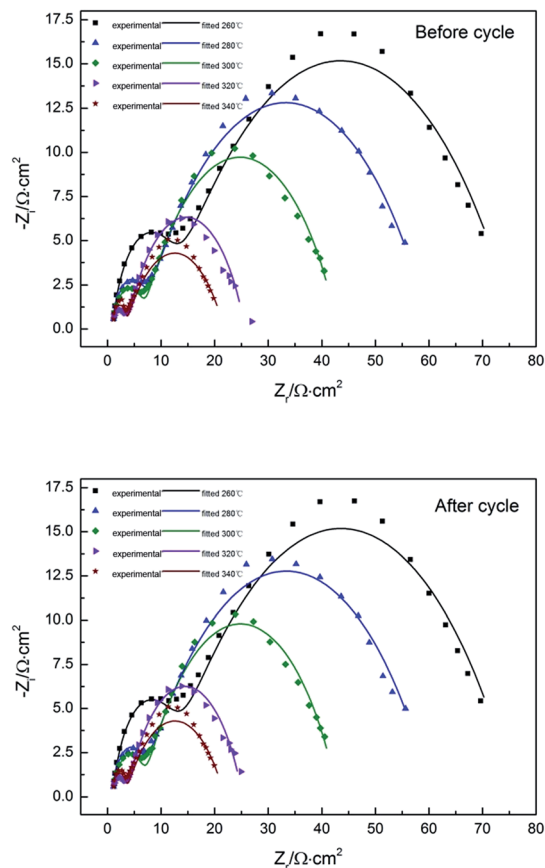 Before cycle
experimental fitted 260℃
experimental fitted 280℃
experimental fitted 300℃
experimental fitted 320℃
experimental fitted 340℃
17.5
15.0
12.5
10.0
7.5
5.0
2.5
0.0
-Zᵢ/Ω·cm²
0 10 20 30 40 50 60 70 80
Zᵣ/Ω·cm²
After cycle
experimental fitted 260℃
experimental fitted 280℃
experimental fitted 300℃
experimental fitted 320℃
experimental fitted 340℃
17.5
15.0
12.5
10.0
7.5
5.0
2.5
0.0
-Zᵢ/Ω·cm²
0 10 20 30 40 50 60 70 80
Zᵣ/Ω·cm²